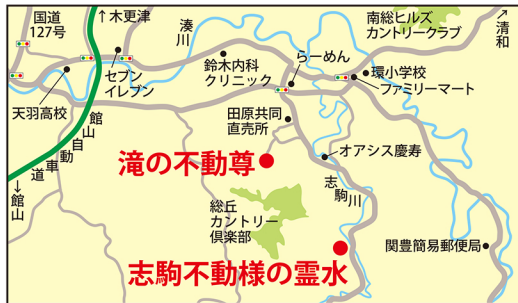 国道
127号
↑木更津
湊川
南総ヒルズ
カントリークラブ
↗清和
セブン
イレブン
鈴木内科
クリニック
らーめん
環小学校
ファミリーマート
天羽高校
館山自動車道
↓館山
田原共同
直売所
オアシス慶寿
滝の不動尊
志駒川
総丘
カントリー
倶楽部
志駒不動様の霊水
関豊簡易郵便局